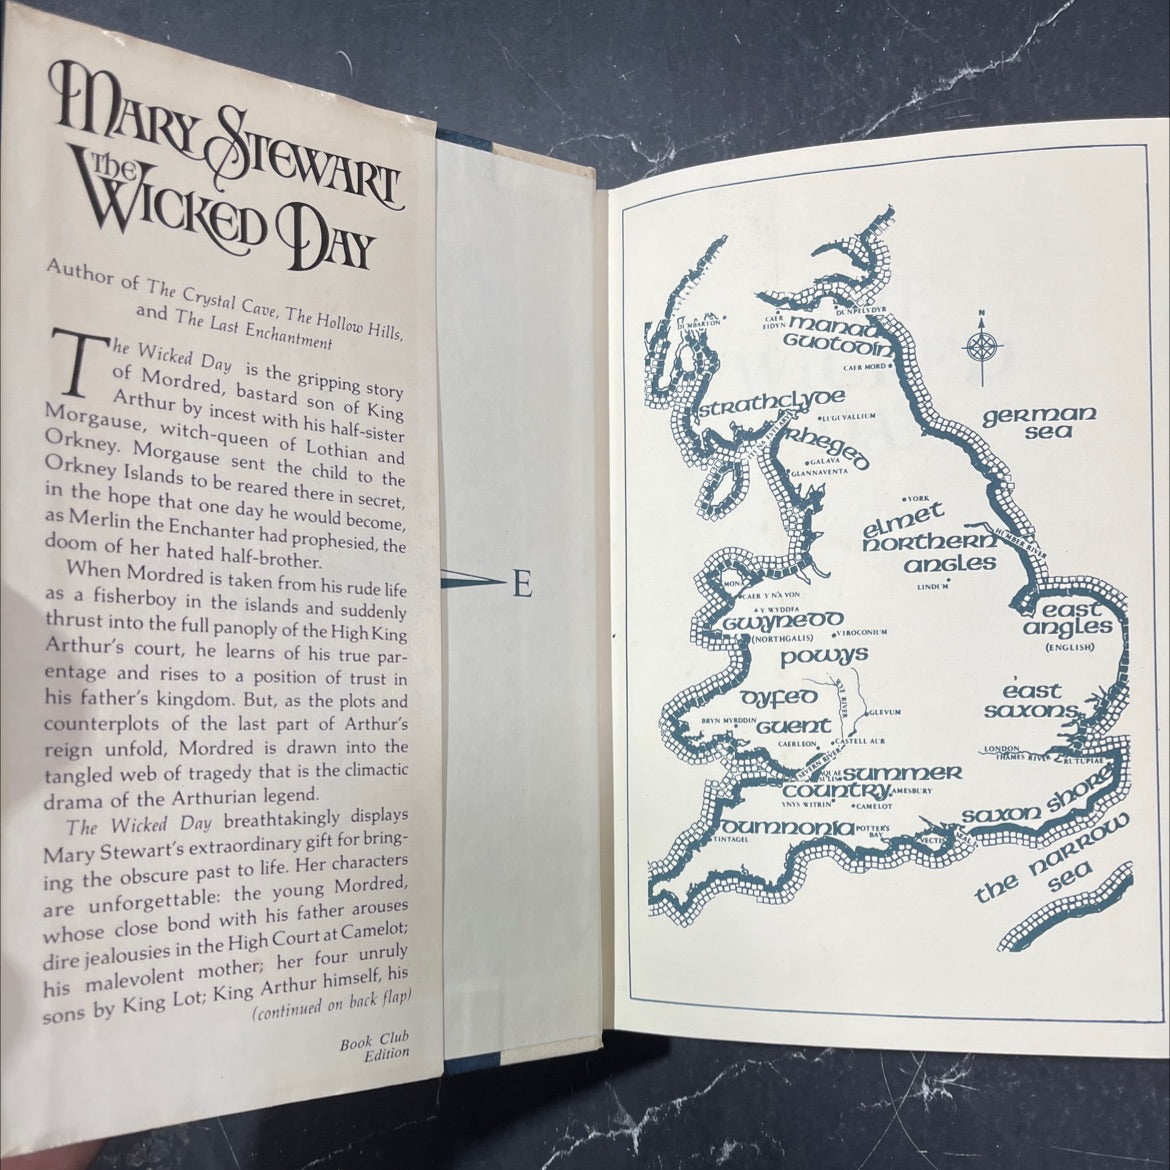 MARY STEWART
THE WICKED DAY
Author of The Crystal Cave, The Hollow Hills,
and The Last Enchantment
The Wicked Day is the gripping story
of Mordred, bastard son of King
Arthur by incest with his half-sister
Morgause, witch-queen of Lothian and
Orkney. Morgause sent the child to the
Orkney Islands to be reared there in secret,
in the hope that one day he would become,
as Merlin the Enchanter had prophesied, the
doom of her hated half-brother.
When Mordred is taken from his rude life
as a fisherboy in the islands and suddenly
thrust into the full panoply of the High King
Arthur's court, he learns of his true par-
entage and rises to a position of trust in
his father's kingdom. But, as the plots and
counterplots of the last part of Arthur's
reign unfold, Mordred is drawn into the
tangled web of tragedy that is the climactic
drama of the Arthurian legend.
The Wicked Day breathtakingly displays
Mary Stewart's extraordinary gift for bring-
ing the obscure past to life. Her characters
are unforgettable: the young Mordred,
whose close bond with his father arouses
dire jealousies in the High Court at Camelot;
his malevolent mother; her four unruly
sons by King Lot; King Arthur himself, his
(continued on back flap)
Book Club
Edition
E
N
DUMBARTON
CAER
EIDYN
DUNPELDYR
manau
guotodin
CAER MORD
strathclyde
LUGUVALLIUM
german
sea
rheged
GALAVA
GLANNAVENTA
YORK
elmet
HUMBER RIVER
northern
angles
LINDUM
MONA
CAER Y N'A VON
Y WYDDFA
gwynedd
(NORTHGALIS)
VIROCONIUM
east
angles
(ENGLISH)
powys
dyfed
WYE RIVER
east
saxons
BRYN MYRDDIN
guent
GLEVUM
CAERLEON
CASTELL AUR
SEVERN RIVER
LONDON
THAMES RIVER
RUTUPIAE
AQUAE
SULIS
summer
country
AMESBURY
YNYS WITRIN
CAMELOT
saxon shore
dumnonia
POTTER'S
BAY
VECTIS
TINTAGEL
the narrow
sea